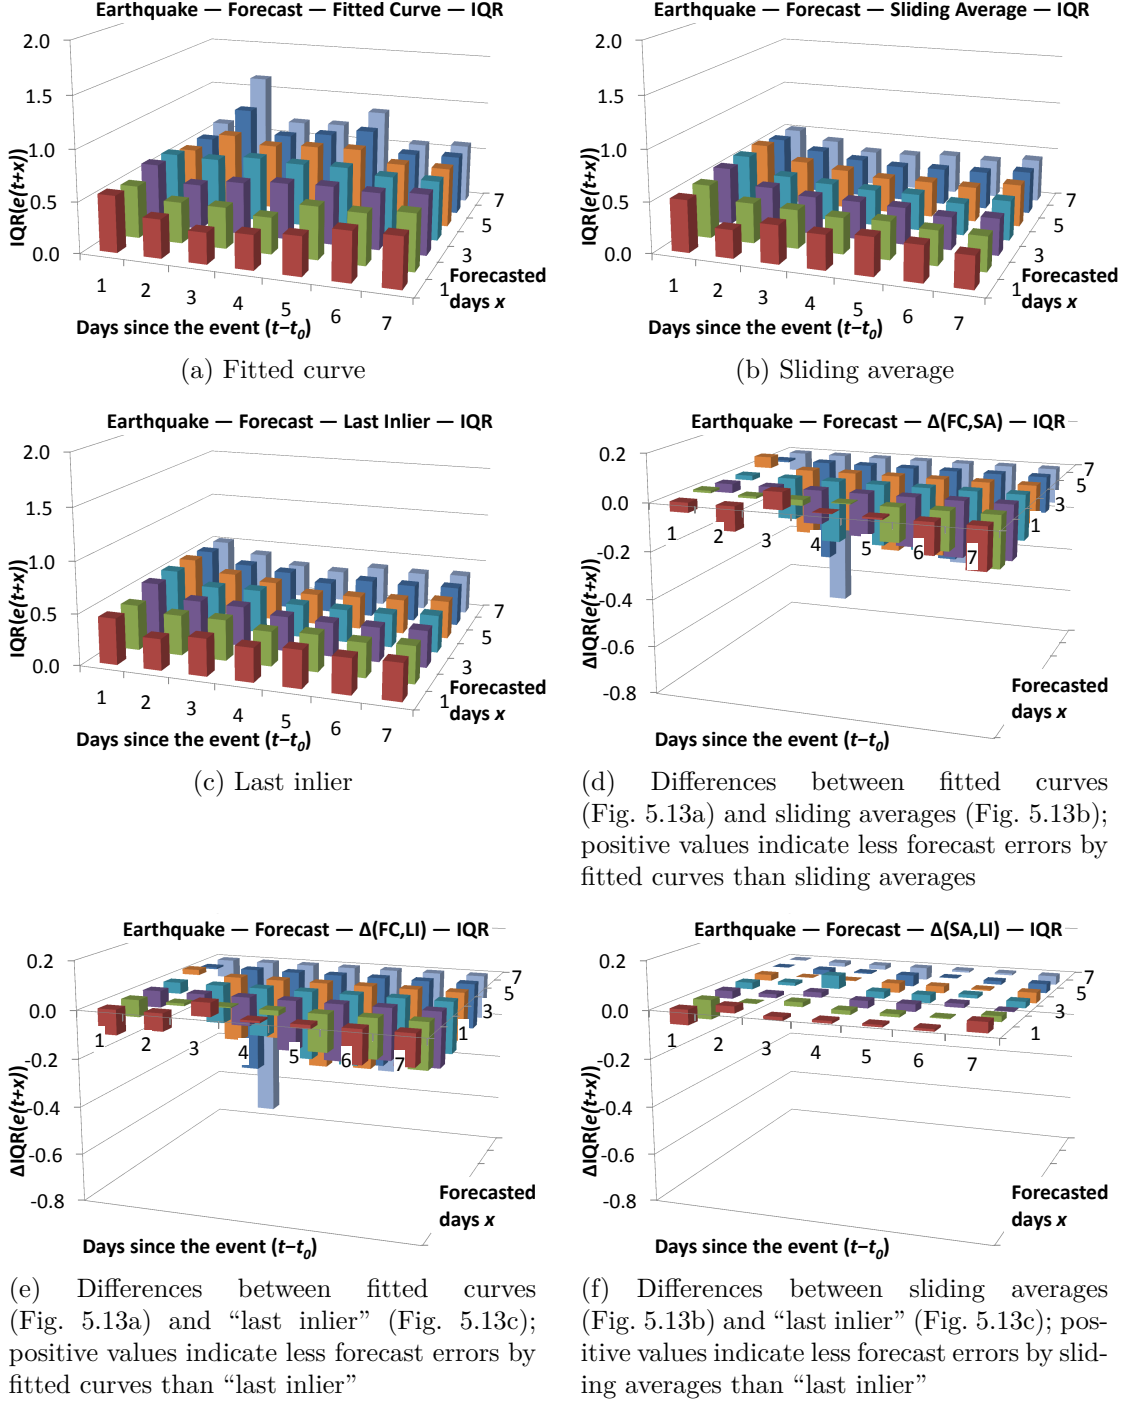 Earthquake — Forecast — Fitted Curve — IQR
2.0
1.5
1.0
0.5
0.0
IQR(e(t+x))
1
2
3
4
5
6
7
1
3
5
7
Forecasted
days x
Days since the event (t−t0)
(a) Fitted curve
Earthquake — Forecast — Sliding Average — IQR
2.0
1.5
1.0
0.5
0.0
IQR(e(t+x))
1
2
3
4
5
6
7
1
3
5
7
Forecasted
days x
Days since the event (t−t0)
(b) Sliding average
Earthquake — Forecast — Last Inlier — IQR
2.0
1.5
1.0
0.5
0.0
IQR(e(t+x))
1
2
3
4
5
6
7
1
3
5
7
Forecasted
days x
Days since the event (t−t0)
(c) Last inlier
Earthquake — Forecast — Δ(FC,SA) — IQR
0.2
0.0
-0.2
-0.4
-0.6
-0.8
ΔIQR(e(t+x))
1
2
3
4
5
6
7
1
3
5
7
Forecasted
days x
Days since the event (t−t0)
(d) Differences between fitted curves
(Fig. 5.13a) and sliding averages (Fig. 5.13b);
positive values indicate less forecast errors by
fitted curves than sliding averages
Earthquake — Forecast — Δ(FC,LI) — IQR
0.2
0.0
-0.2
-0.4
-0.6
-0.8
ΔIQR(e(t+x))
1
2
3
4
5
6
7
1
3
5
7
Forecasted
days x
Days since the event (t−t0)
(e) Differences between fitted curves
(Fig. 5.13a) and “last inlier” (Fig. 5.13c);
positive values indicate less forecast errors by
fitted curves than “last inlier”
Earthquake — Forecast — Δ(SA,LI) — IQR
0.2
0.0
-0.2
-0.4
-0.6
-0.8
ΔIQR(e(t+x))
1
2
3
4
5
6
7
1
3
5
7
Forecasted
days x
Days since the event (t−t0)
(f) Differences between sliding averages
(Fig. 5.13b) and “last inlier” (Fig. 5.13c); pos-
itive values indicate less forecast errors by slid-
ing averages than “last inlier”